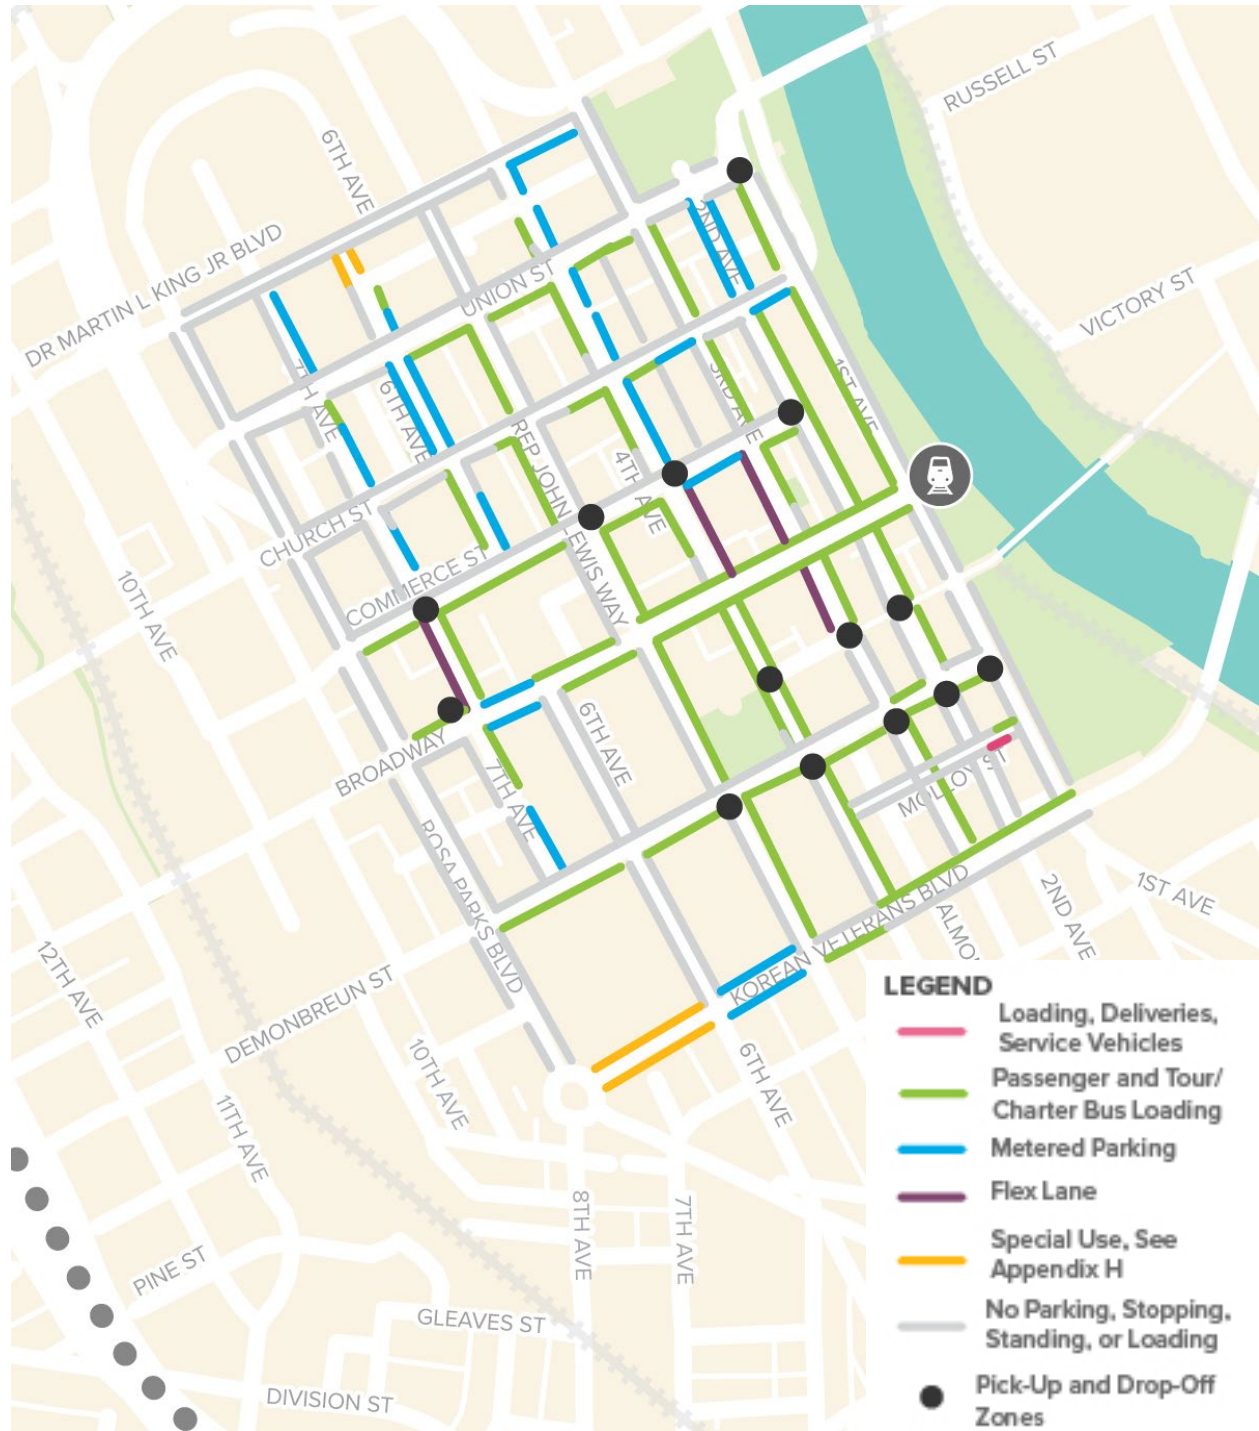 RUSSELL ST
6TH AVE
2ND AVE
DR MARTIN L KING JR BLVD
UNION ST
VICTORY ST
7TH AVE
6TH AVE
3RD AVE
1ST AVE
REP JOHN LEWIS WAY
4TH AVE
CHURCH ST
COMMERCE ST
10TH AVE
BROADWAY
6TH AVE
7TH AVE
MOLLOY ST
ROSA PARKS BLVD
KOREAN VETERANS BLVD
1ST AVE
2ND AVE
ALMO
12TH AVE
DEMONBREUN ST
10TH AVE
6TH AVE
11TH AVE
8TH AVE
7TH AVE
PINE ST
GLEAVES ST
DIVISION ST
LEGEND
Loading, Deliveries,
Service Vehicles
Passenger and Tour/
Charter Bus Loading
Metered Parking
Flex Lane
Special Use, See
Appendix H
No Parking, Stopping,
Standing, or Loading
Pick-Up and Drop-Off
Zones